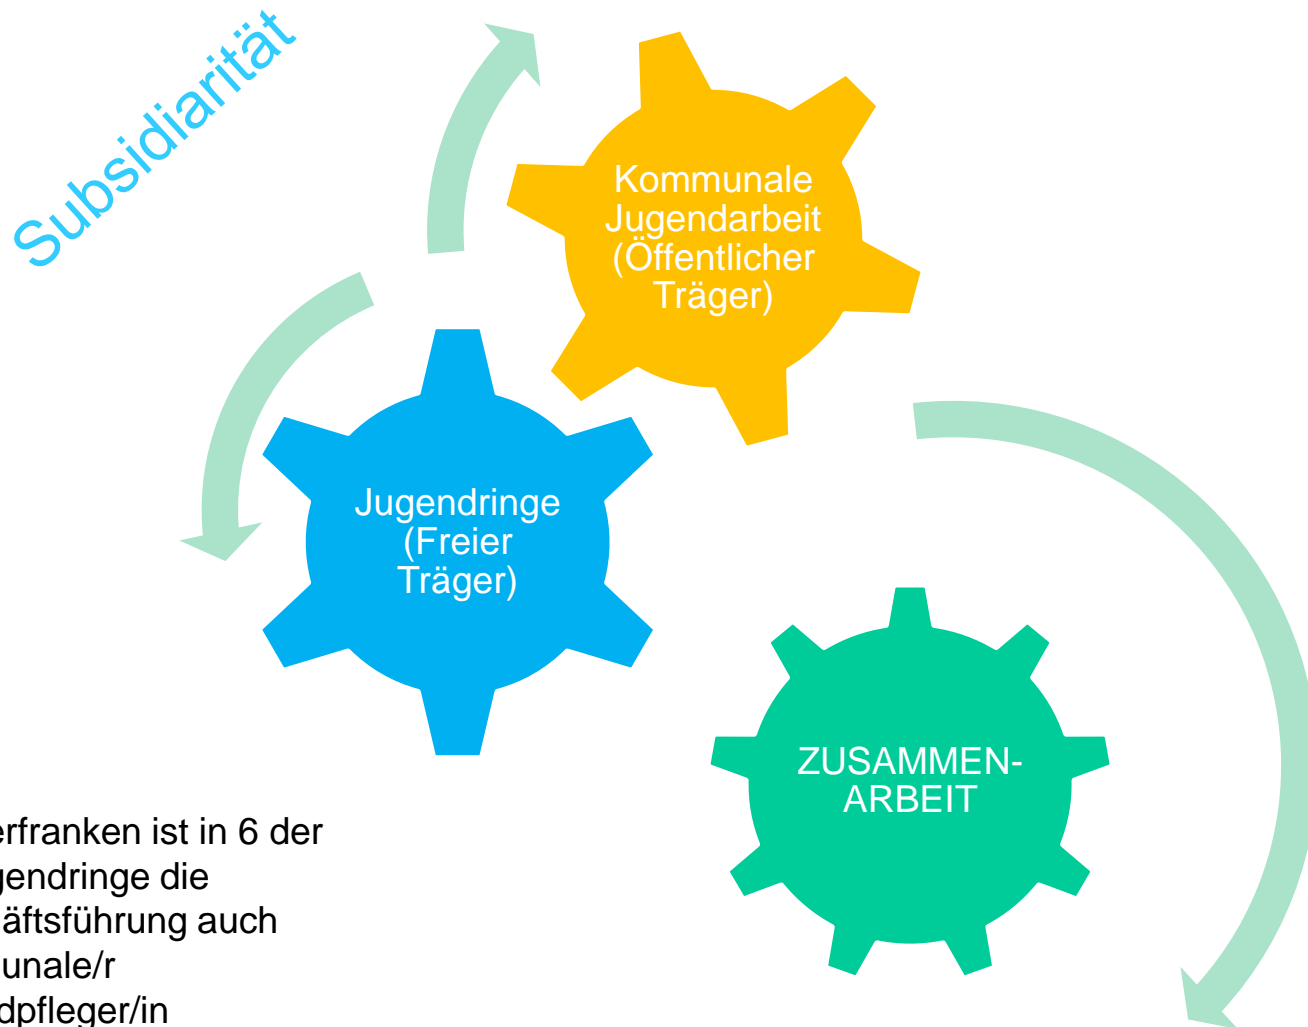 Subsidiarität
Kommunale
Jugendarbeit
(Öffentlicher
Träger)
Jugendringe
(Freier
Träger)
ZUSAMMEN-
ARBEIT
erfranken ist in 6 der
gendringe die
äftsführung auch
unale/r
dpfleger/in